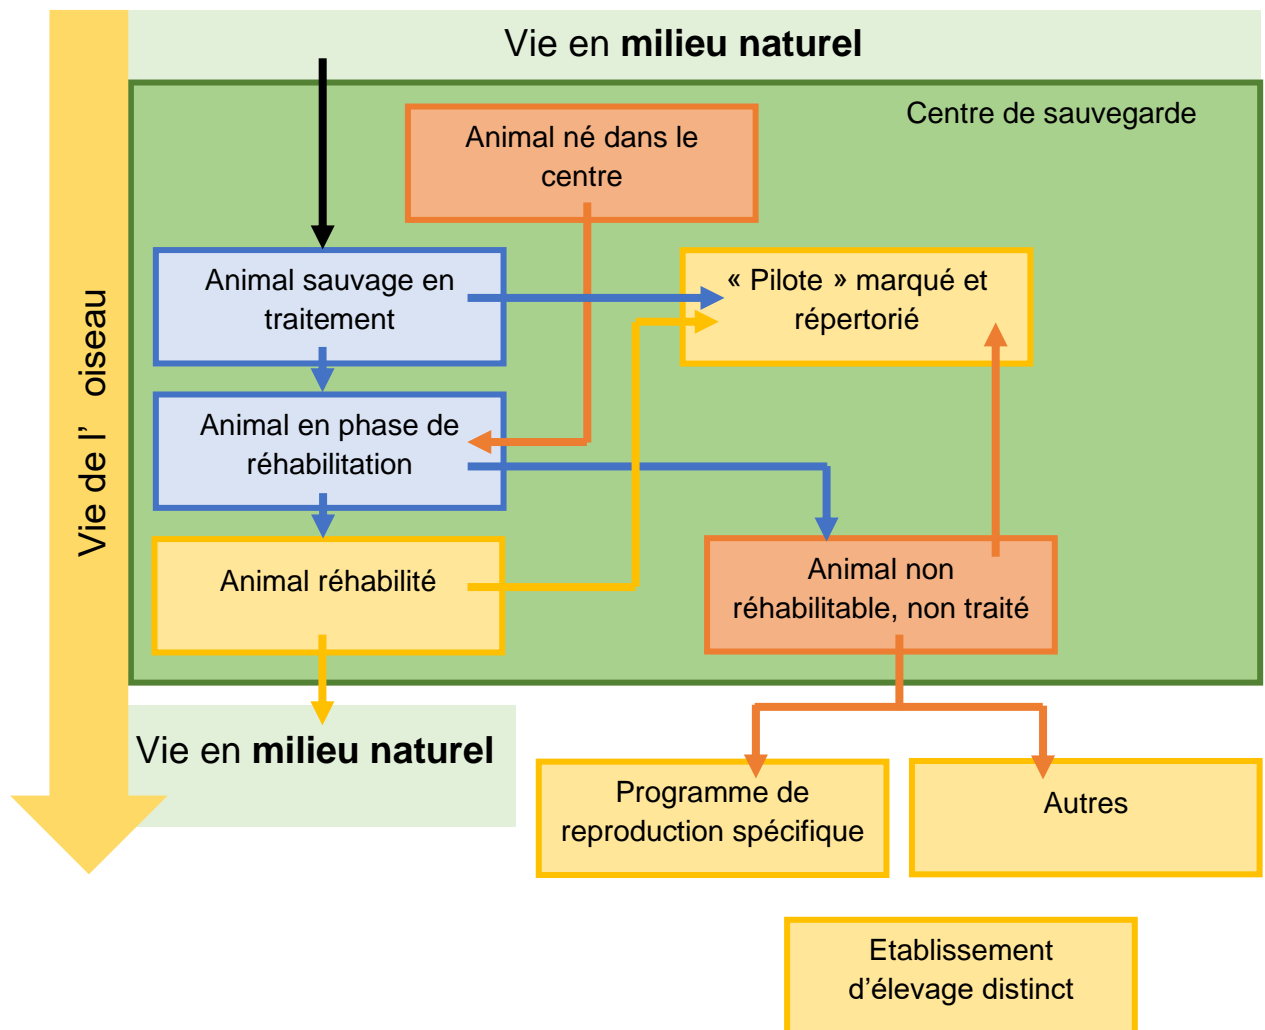 Vie en milieu naturel
Centre de sauvegarde
Animal né dans le
centre
Animal sauvage en
traitement
« Pilote » marqué et
répertorié
Vie de l' oiseau
Animal en phase de
réhabilitation
Animal réhabilité
Animal non
réhabilitable, non traité
Vie en milieu naturel
Programme de
reproduction spécifique
Autres
Etablissement
d'élevage distinct